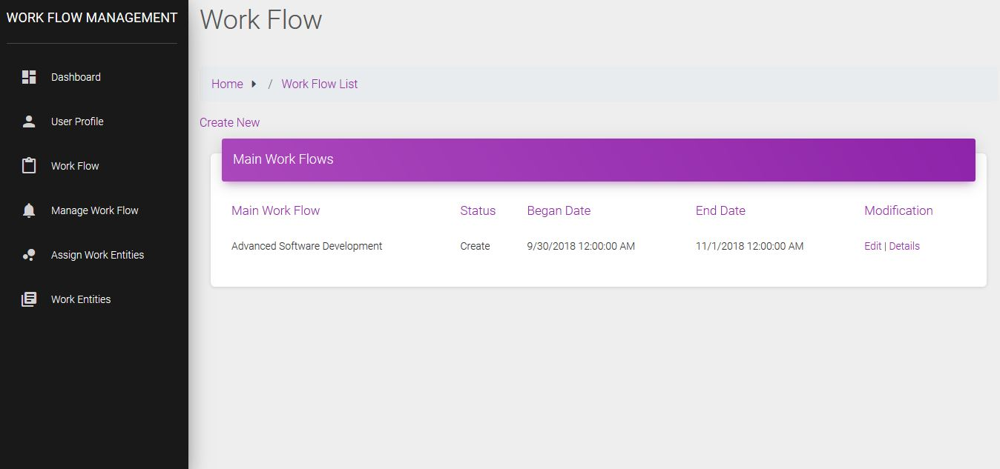 WORK FLOW MANAGEMENT
Dashboard
User Profile
Work Flow
Manage Work Flow
Assign Work Entities
Work Entities
Work Flow
Home / Work Flow List
Create New
Main Work Flows
Main Work Flow Status Began Date End Date Modification
Advanced Software Development Create 9/30/2018 12:00:00 AM 11/1/2018 12:00:00 AM Edit | Details